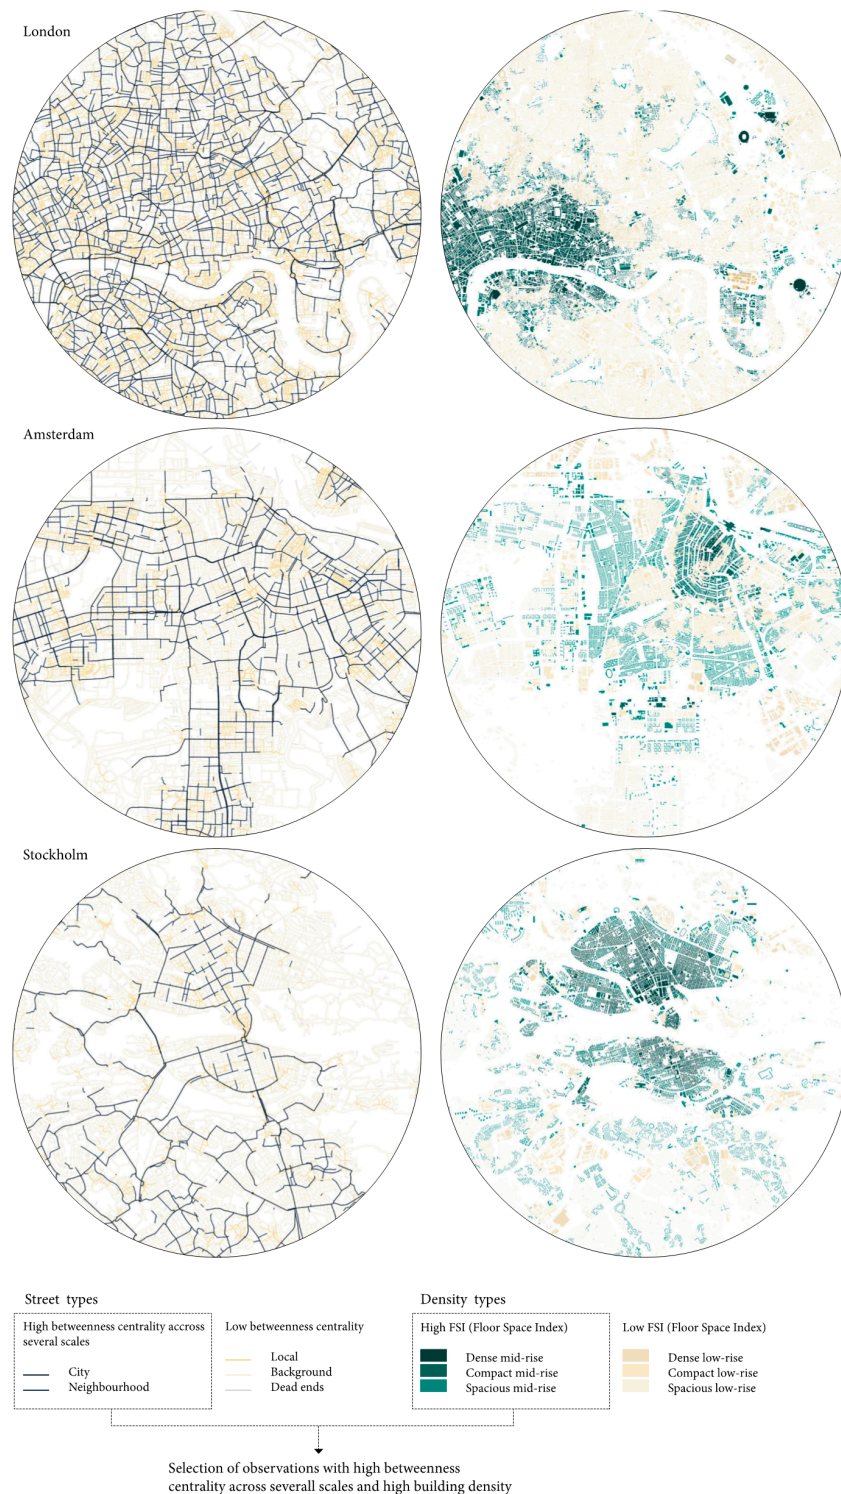 London
Amsterdam
Stockholm
Street types
High betweenness centrality accross
several scales
City
Neighbourhood
Low betweenness centrality
Local
Background
Dead ends
Density types
High FSI (Floor Space Index)
Dense mid-rise
Compact mid-rise
Spacious mid-rise
Low FSI (Floor Space Index)
Dense low-rise
Compact low-rise
Spacious low-rise
Selection of observations with high betweenness
centrality across severall scales and high building density